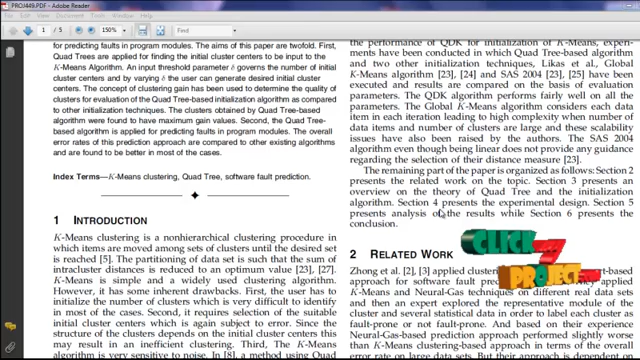 PROJ449.PDF - Adobe Reader
File Edit View Window Help
1 / 5
150%
for predicting faults in program modules. The aims of this paper are twofold. First,
Quad Trees are applied for finding the initial cluster centers to be input to the
K-Means Algorithm. An input threshold parameter δ governs the number of initial
cluster centers and by varying δ the user can generate desired initial cluster
centers. The concept of clustering gain has been used to determine the quality of
clusters for evaluation of the Quad Tree-based initialization algorithm as compared
to other initialization techniques. The clusters obtained by Quad Tree-based
algorithm were found to have maximum gain values. Second, the Quad Tree-
based algorithm is applied for predicting faults in program modules. The overall
error rates of this prediction approach are compared to other existing algorithms
and are found to be better in most of the cases.
Index Terms—K-Means clustering, Quad Tree, software fault prediction.
1 INTRODUCTION
K-Means clustering is a nonhierarchical clustering procedure in
which items are moved among sets of clusters until the desired set
is reached [5]. The partitioning of data set is such that the sum of
intracluster distances is reduced to an optimum value [23], [27].
K-Means is simple and a widely used clustering algorithm.
However, it has some inherent drawbacks. First, the user has to
initialize the number of clusters which is very difficult to identify
in most of the cases. Second, it requires selection of the suitable
initial cluster centers which is again subject to error. Since the
structure of the clusters depends on the initial cluster centers this
may result in an inefficient clustering. Third, the K-Means
algorithm is very sensitive to noise. In [8], a method using Quad
the performance of QDK for initialization of K-Means, experi-
ments have been conducted in which Quad Tree-based algorithm
and two other initialization techniques, Likas et al., Global
K-Means algorithm [23], [24] and SAS 2004 [23], [25] have been
executed and results are compared on the basis of evaluation
parameters. The QDK algorithm performs fairly well on all the
parameters. The Global K-Means algorithm considers each data
item in each iteration leading to high complexity when number of
data items and number of clusters are large and these scalability
issues have also been raised by the authors. The SAS 2004
algorithm even though being linear does not provide any guidance
regarding the selection of their distance measure [23].
The remaining part of the paper is organized as follows: Section 2
presents the related work on the topic. Section 3 presents an
overview on the theory of Quad Tree and the initialization
algorithm. Section 4 presents the experimental design. Section 5
presents analysis of the results while Section 6 presents the
conclusion.
2 RELATED WORK
CLICK
PROJECT
Zhong et al. [2], [3] applied cluster rt-based
approach for software fault pred They applied
K-Means and Neural-Gas techniques on different real data sets
and then an expert explored the representative module of the
cluster and several statistical data in order to label each cluster as
fault-prone or not fault-prone. And based on their experience
Neural-Gas-based prediction approach performed slightly worse
than K-Means clustering-based approach in terms of the overall
error rate on large data sets. But their approach is dependent on